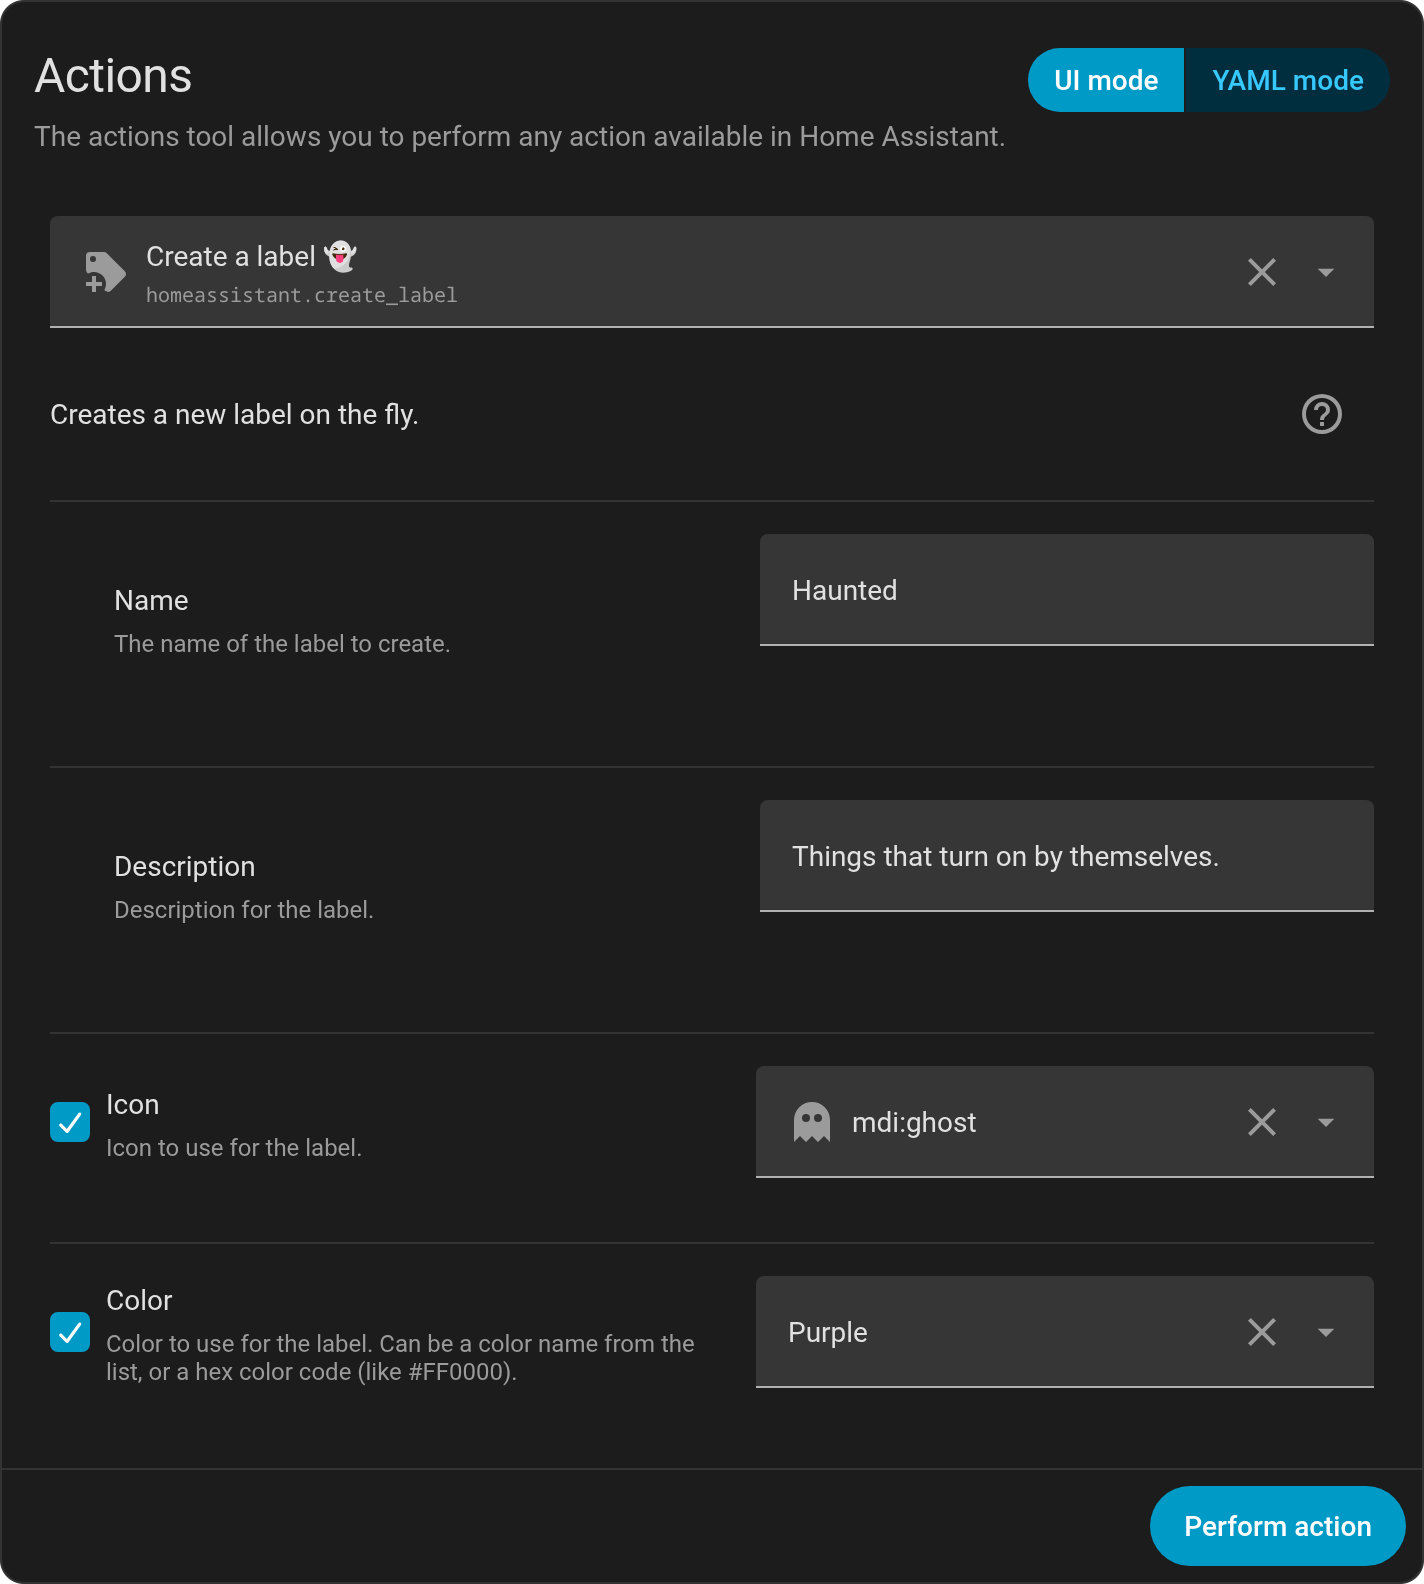 Actions
UI mode
YAML mode
The actions tool allows you to perform any action available in Home Assistant.
Create a label 👻
homeassistant.create_label
Creates a new label on the fly.
Name
The name of the label to create.
Haunted
Description
Description for the label.
Things that turn on by themselves.
Icon
Icon to use for the label.
mdi:ghost
Color
Color to use for the label. Can be a color name from the
list, or a hex color code (like #FF0000).
Purple
Perform action